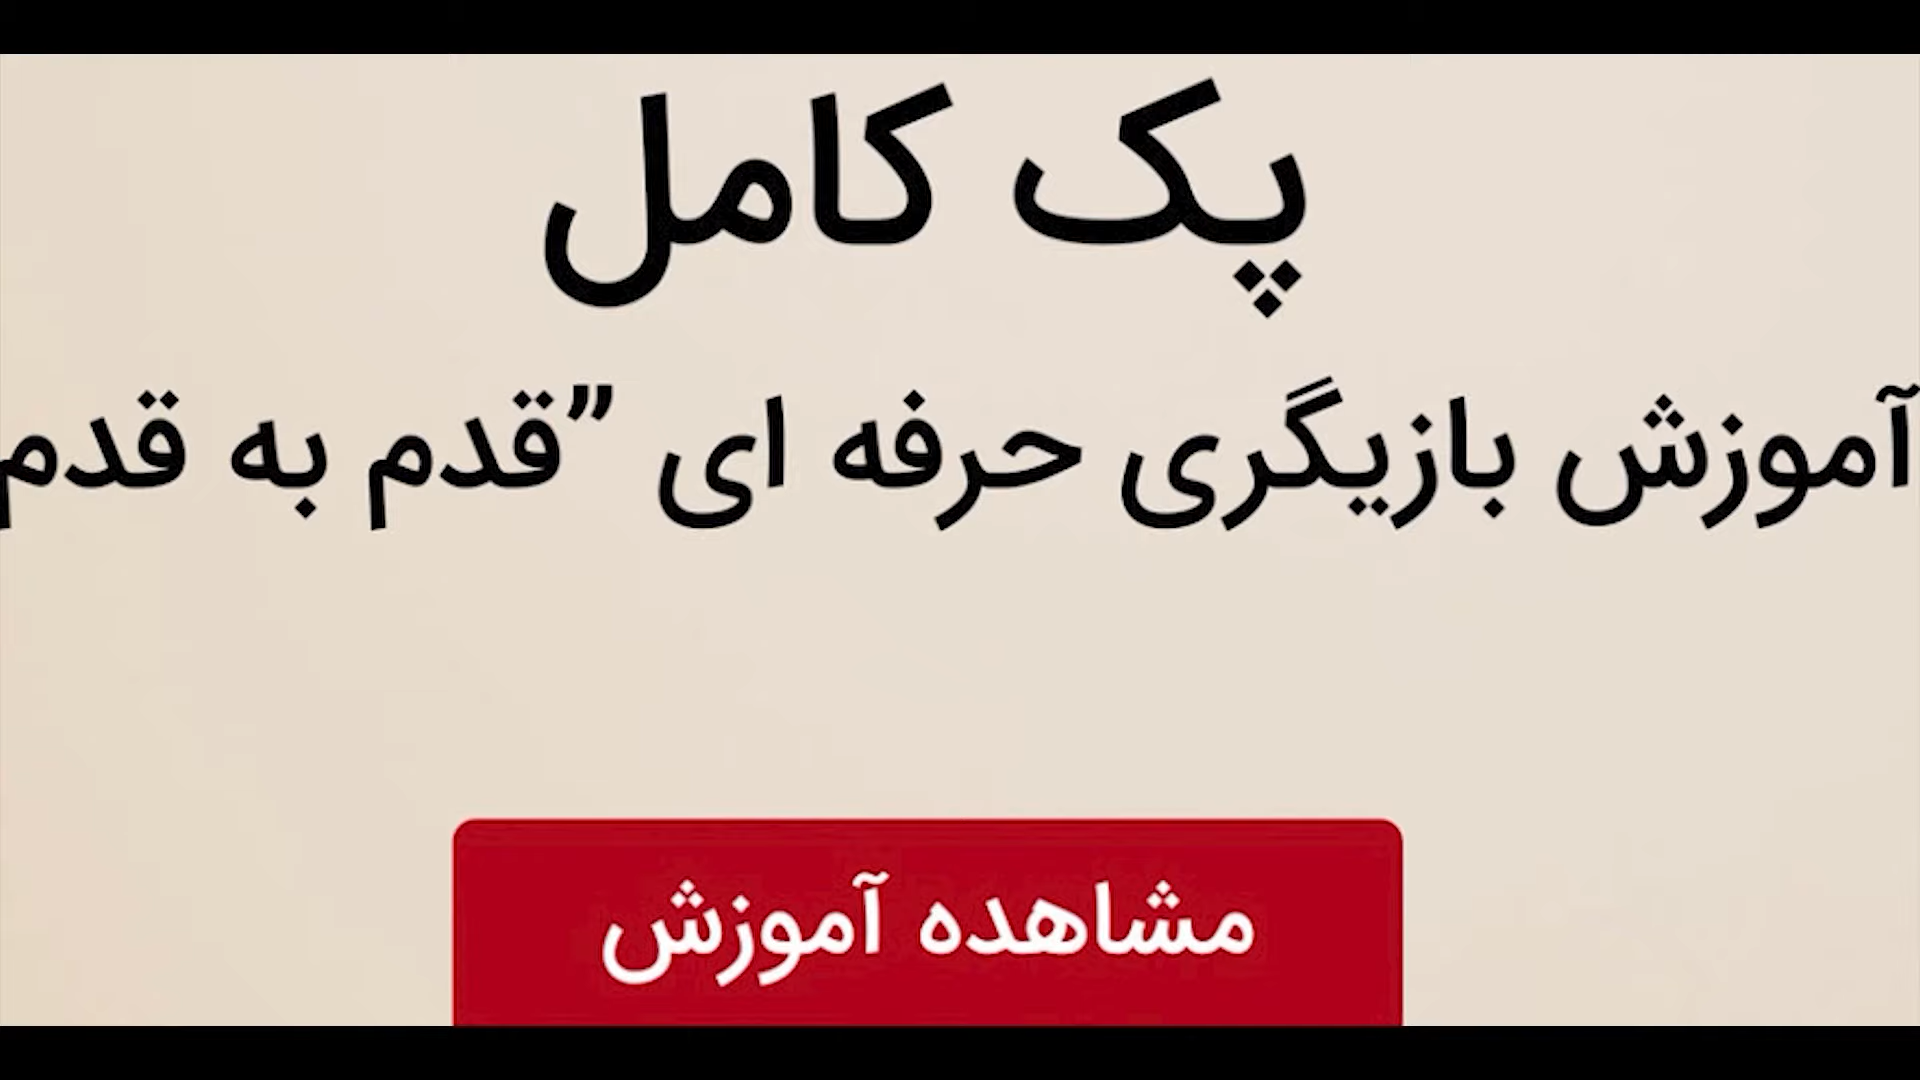 پک کامل
آموزش بازیگری حرفه ای ”قدم به قدم
مشاهده آموزش